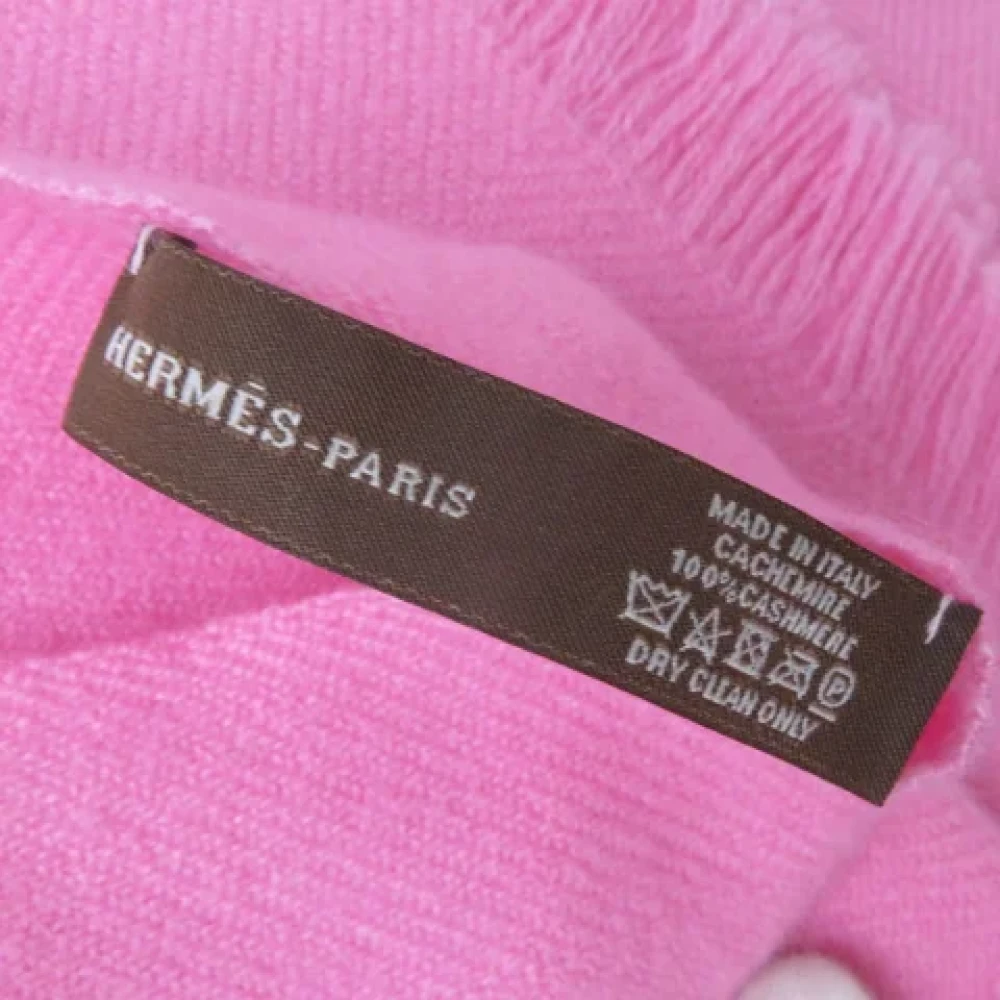 HERMÈS-PARIS
MADE IN ITALY
CACHEMIRE
100%CASHMERE
P
DRY CLEAN ONLY